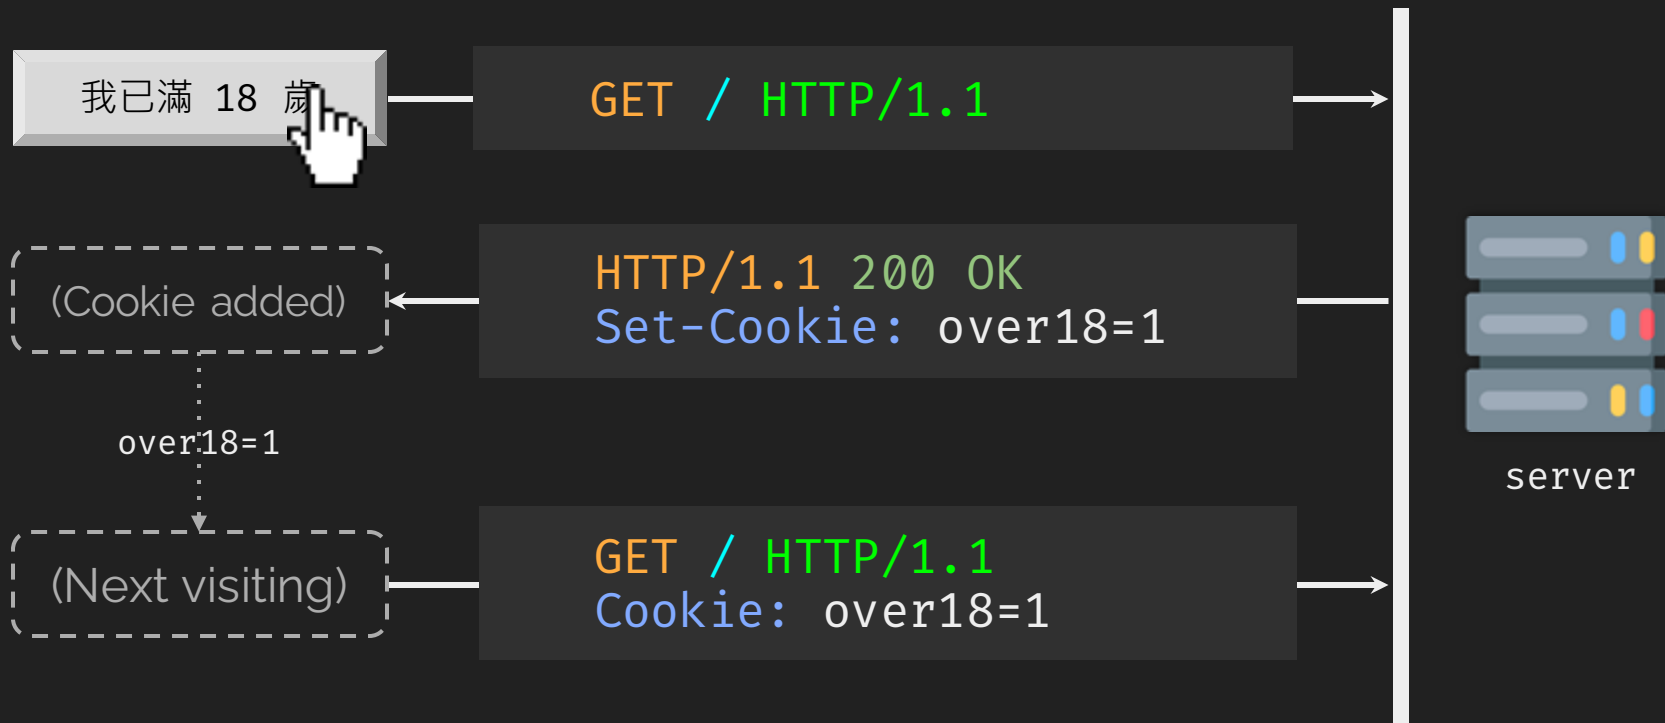 我已滿 18 歲
GET / HTTP/1.1
HTTP/1.1 200 OK
Set-Cookie: over18=1
(Cookie added)
over18=1
server
GET / HTTP/1.1
Cookie: over18=1
(Next visiting)